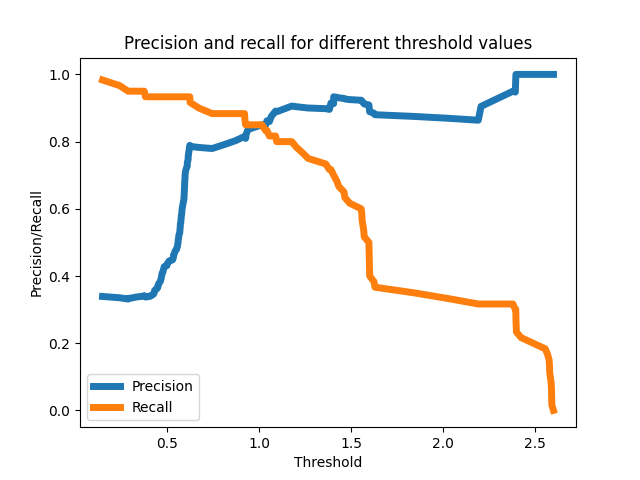 Precision and recall for different threshold values
1.0
0.8
0.6
0.4
0.2
0.0
Precision/Recall
Precision
Recall
0.5 1.0 1.5 2.0 2.5
Threshold